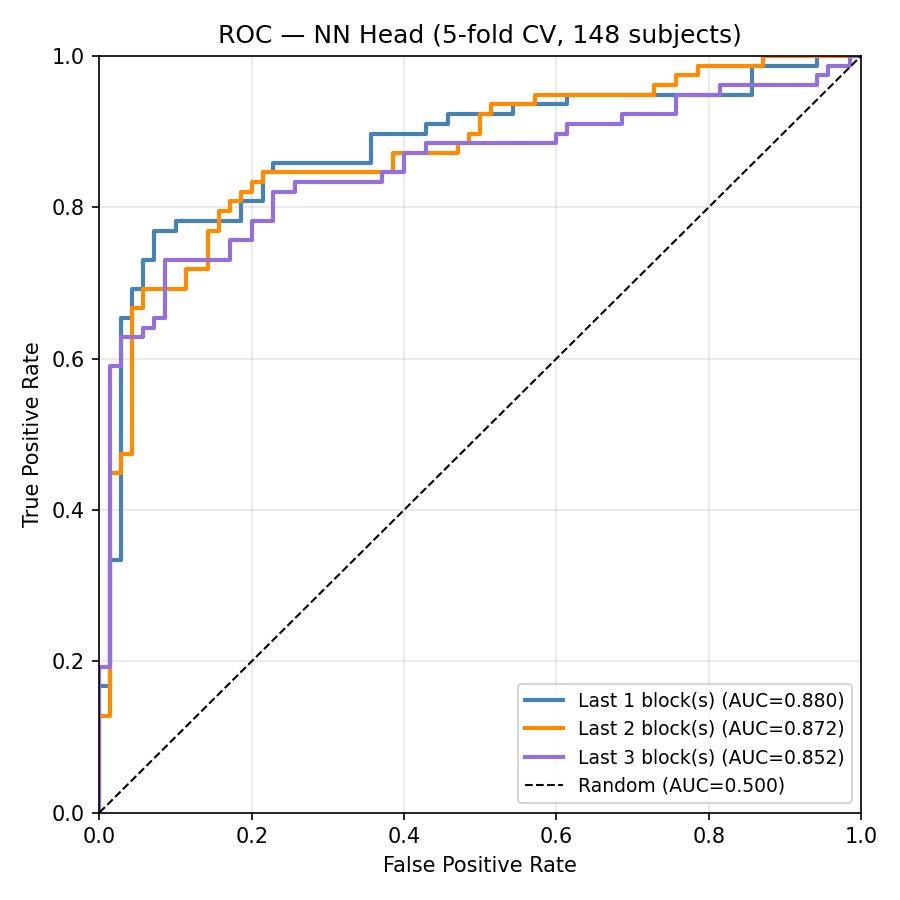 ROC — NN Head (5-fold CV, 148 subjects)
1.0
0.8
0.6
0.4
0.2
0.0
True Positive Rate
Last 1 block(s) (AUC=0.880)
Last 2 block(s) (AUC=0.872)
Last 3 block(s) (AUC=0.852)
Random (AUC=0.500)
0.0 0.2 0.4 0.6 0.8 1.0
False Positive Rate